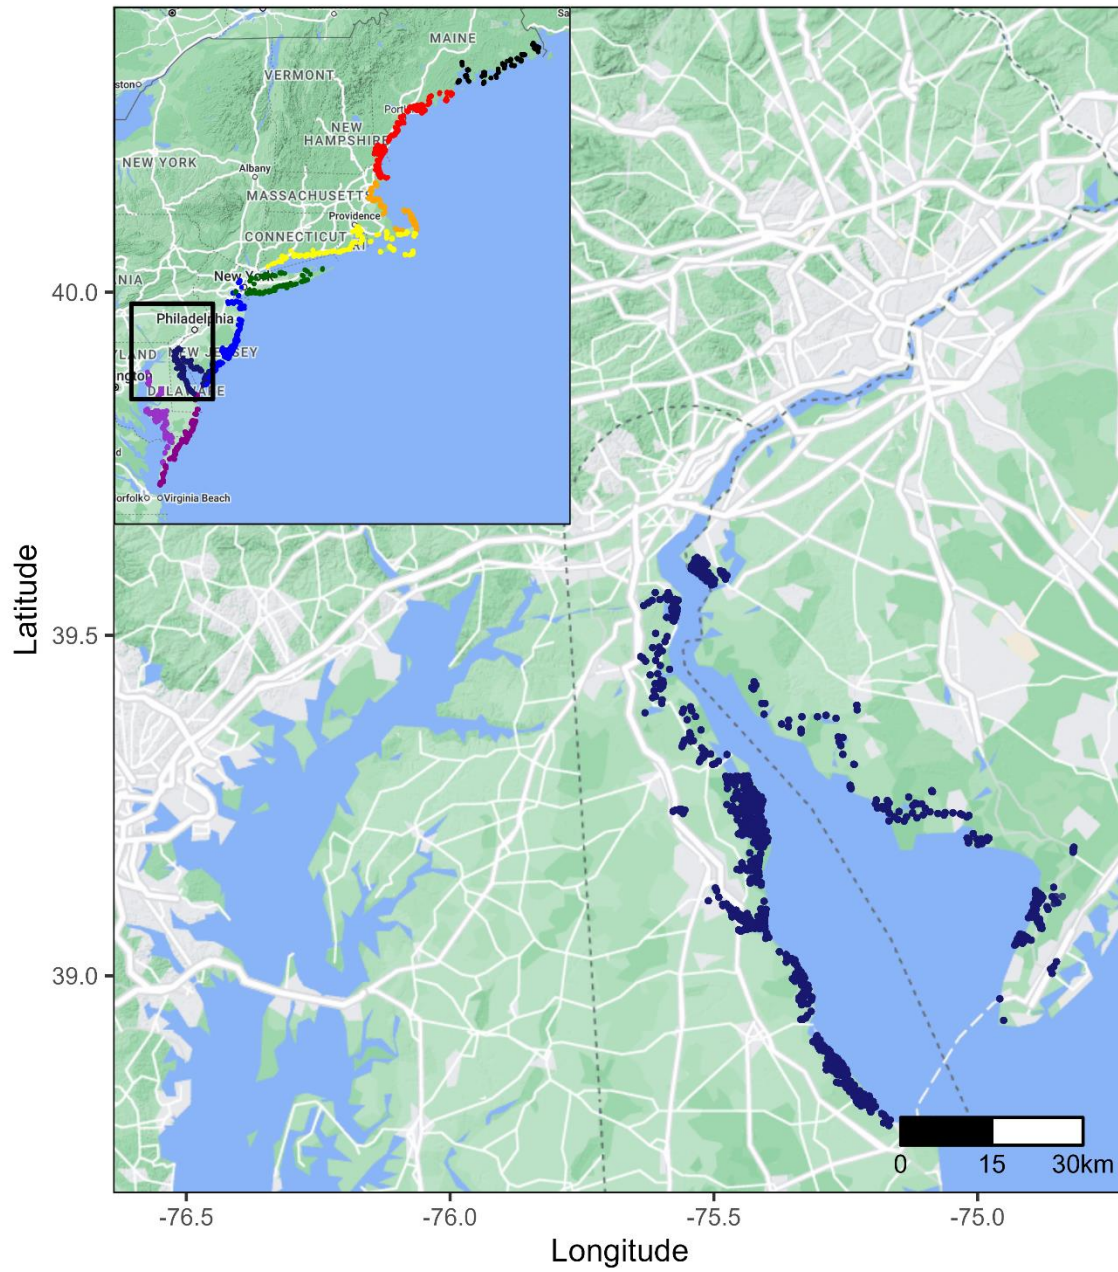 MAINE
VERMONT
NEW
HAMPSHIRE
NEW YORK
Albany
MASSACHUSETTS
Providence
CONNECTICUT
RI
New York
Philadelphia
NEW JERSEY
DELAWARE
Virginia Beach
40.0
39.5
39.0
Latitude
0 15 30km
-76.5 -76.0 -75.5 -75.0
Longitude